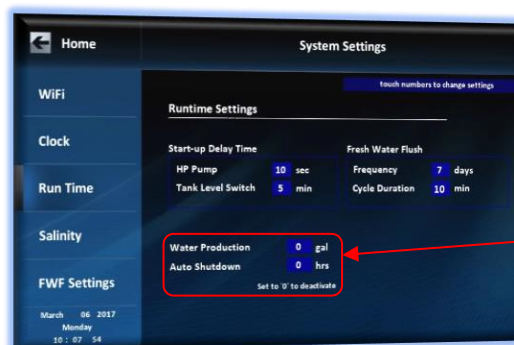 Home
System Settings
touch numbers to change settings
WiFi
Clock
Run Time
Salinity
FWF Settings
March 06 2017
Monday
10 : 07 54
Runtime Settings
Start-up Delay Time
HP Pump 10 sec
Tank Level Switch 5 min
Fresh Water Flush
Frequency 7 days
Cycle Duration 10 min
Water Production 0 gal
Auto Shutdown 0 hrs
Set to '0' to deactivate